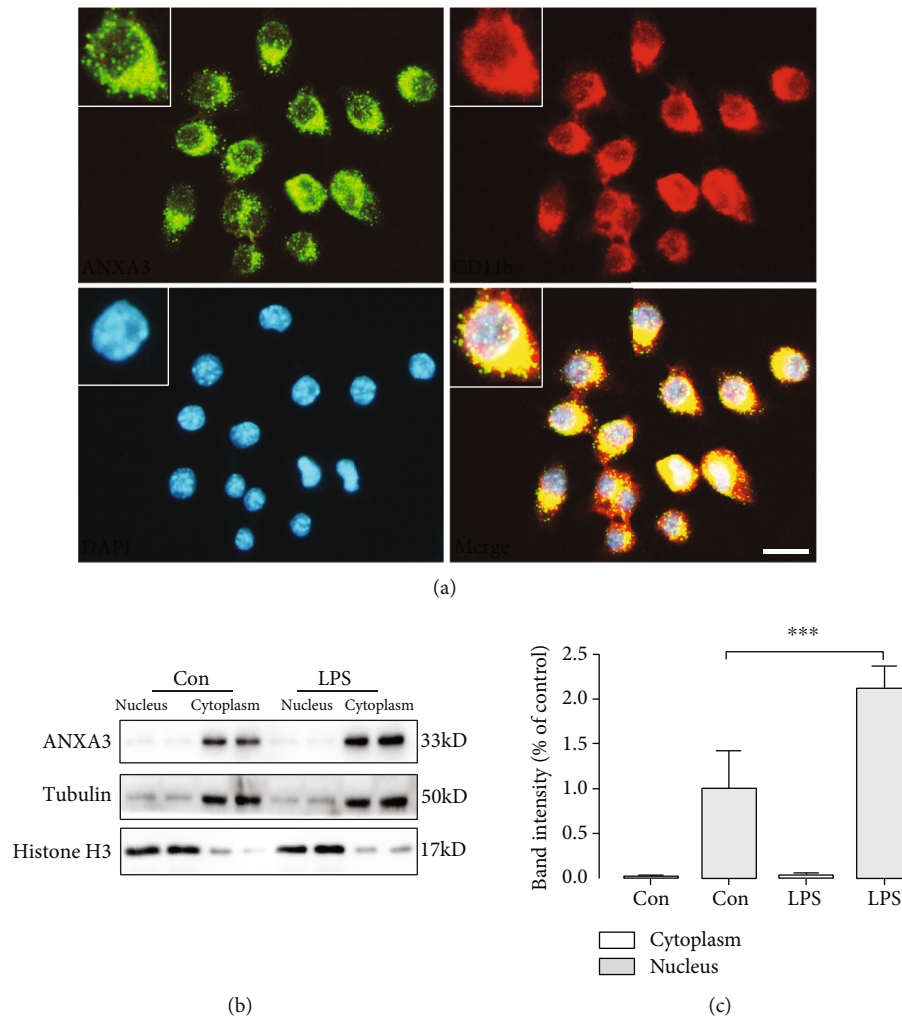 ANXA3
CD11b
DAPI
Merge
(a)
Con
LPS
Nucleus
Cytoplasm
Nucleus
Cytoplasm
ANXA3
33kD
Tubulin
50kD
Histone H3
17kD
(b)
Band intensity (% of control)
2.5
2.0
1.5
1.0
0.5
0.0
***
Con
Con
LPS
LPS
Cytoplasm
Nucleus
(c)